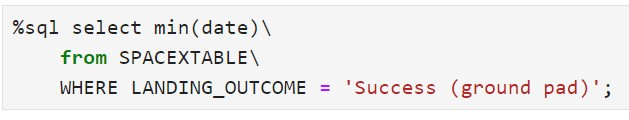 %sql select min(date)\
    from SPACEXTABLE\
    WHERE LANDING_OUTCOME = 'Success (ground pad)';